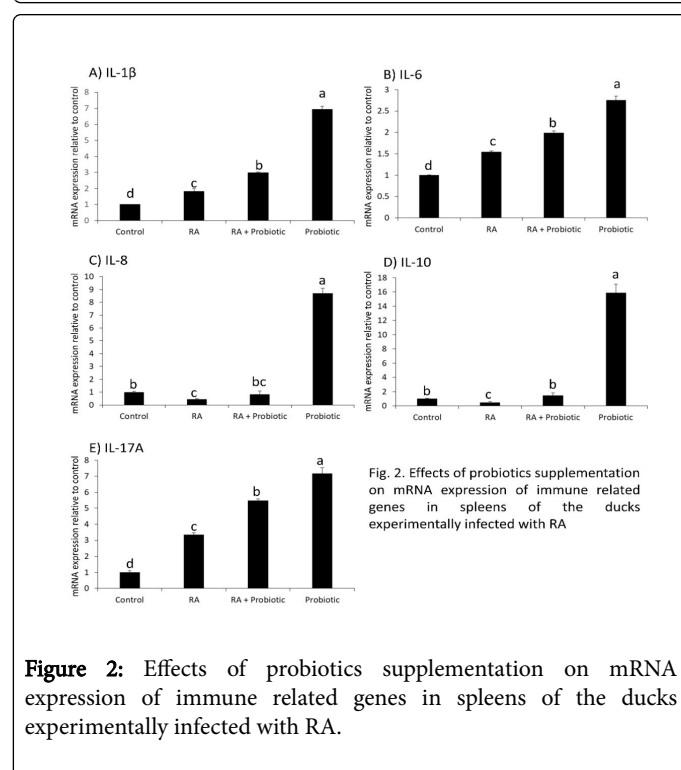 A) IL-1β
mRNA expression relative to control
8
7
6
5
4
3
2
1
0
d
c
b
a
Control
RA
RA + Probiotic
Probiotic
B) IL-6
mRNA expression relative to control
3
2.5
2
1.5
1
0.5
0
d
c
b
a
Control
RA
RA + Probiotic
Probiotic
C) IL-8
mRNA expression relative to control
10
9
8
7
6
5
4
3
2
1
0
b
c
bc
a
Control
RA
RA + Probiotic
Probiotic
D) IL-10
mRNA expression relative to control
18
16
14
12
10
8
6
4
2
0
b
c
b
a
Control
RA
RA + Probiotic
Probiotic
E) IL-17A
mRNA expression relative to control
8
7
6
5
4
3
2
1
0
d
c
b
a
Control
RA
RA + Probiotic
Probiotic
Fig. 2. Effects of probiotics supplementation
on mRNA expression of immune related
genes in spleens of the ducks
experimentally infected with RA
Figure 2: Effects of probiotics supplementation on mRNA
expression of immune related genes in spleens of the ducks
experimentally infected with RA.